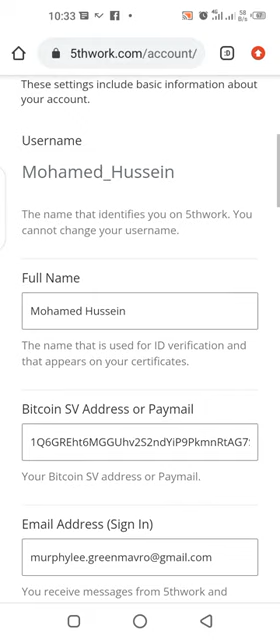 10:33
4G
58
B/s
67
5thwork.com/account/
:D
These settings include basic information about
your account.
Username
Mohamed_Hussein
The name that identifies you on 5thwork. You
cannot change your username.
Full Name
Mohamed Hussein
The name that is used for ID verification and
that appears on your certificates.
Bitcoin SV Address or Paymail
1Q6GREht6MGGUhv2S2ndYiP9PkmnRtAG7
Your Bitcoin SV address or Paymail.
Email Address (Sign In)
murphylee.greenmavro@gmail.com
You receive messages from 5thwork and